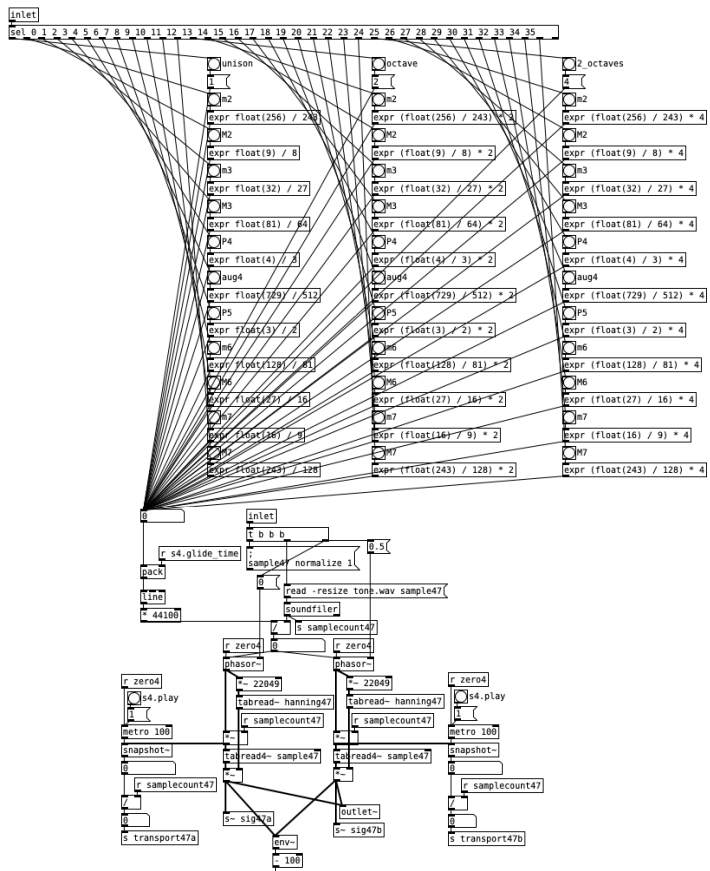 inlet
sel 0 1 2 3 4 5 6 7 8 9 10 11 12 13 14 15 16 17 18 19 20 21 22 23 24 25 26 27 28 29 30 31 32 33 34 35
unison octave 2_octaves
1 2 4
m2 m2 m2
expr float(256) / 243 expr (float(256) / 243) * 2 expr (float(256) / 243) * 4
M2 M2 M2
expr float(9) / 8 expr (float(9) / 8) * 2 expr (float(9) / 8) * 4
m3 m3 m3
expr float(32) / 27 expr (float(32) / 27) * 2 expr (float(32) / 27) * 4
M3 M3 M3
expr float(81) / 64 expr (float(81) / 64) * 2 expr (float(81) / 64) * 4
P4 P4 P4
expr float(4) / 3 expr (float(4) / 3) * 2 expr (float(4) / 3) * 4
aug4 aug4 aug4
expr float(729) / 512 expr (float(729) / 512) * 2 expr (float(729) / 512) * 4
P5 P5 P5
expr float(3) / 2 expr (float(3) / 2) * 2 expr (float(3) / 2) * 4
m6 m6 m6
expr float(128) / 81 expr (float(128) / 81) * 2 expr (float(128) / 81) * 4
M6 M6 M6
expr float(27) / 16 expr (float(27) / 16) * 2 expr (float(27) / 16) * 4
m7 m7 m7
expr float(16) / 9 expr (float(16) / 9) * 2 expr (float(16) / 9) * 4
M7 M7 M7
expr float(243) / 128 expr (float(243) / 128) * 2 expr (float(243) / 128) * 4
0 inlet
t b b b
r s4.glide_time ; 0.5
sample47 normalize 1
pack 0
line read -resize tone.wav sample47
soundfiler
* 44100
/ s samplecount47
r zero4 0 r zero4
phasor~ phasor~
r zero4 *~ 22049 *~ 22049 r zero4
s4.play tabread~ hanning47 tabread~ hanning47 s4.play
1 r samplecount47 r samplecount47 1
metro 100 *~ *~ metro 100
snapshot~ tabread4~ sample47 tabread4~ sample47 snapshot~
0 *~ *~ 0
r samplecount47 r samplecount47
/ outlet~ /
0 s~ sig47a s~ sig47b 0
s transport47a env~ s transport47b
- 100